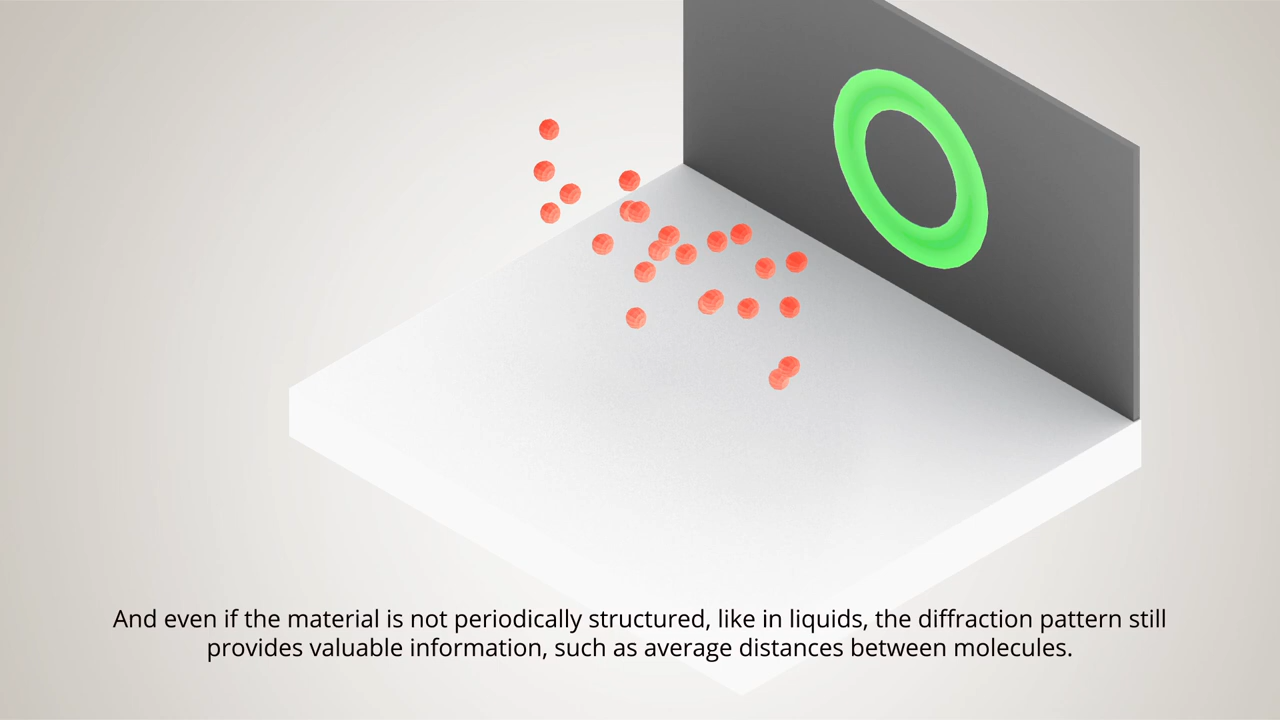 And even if the material is not periodically structured, like in liquids, the diffraction pattern still
provides valuable information, such as average distances between molecules.